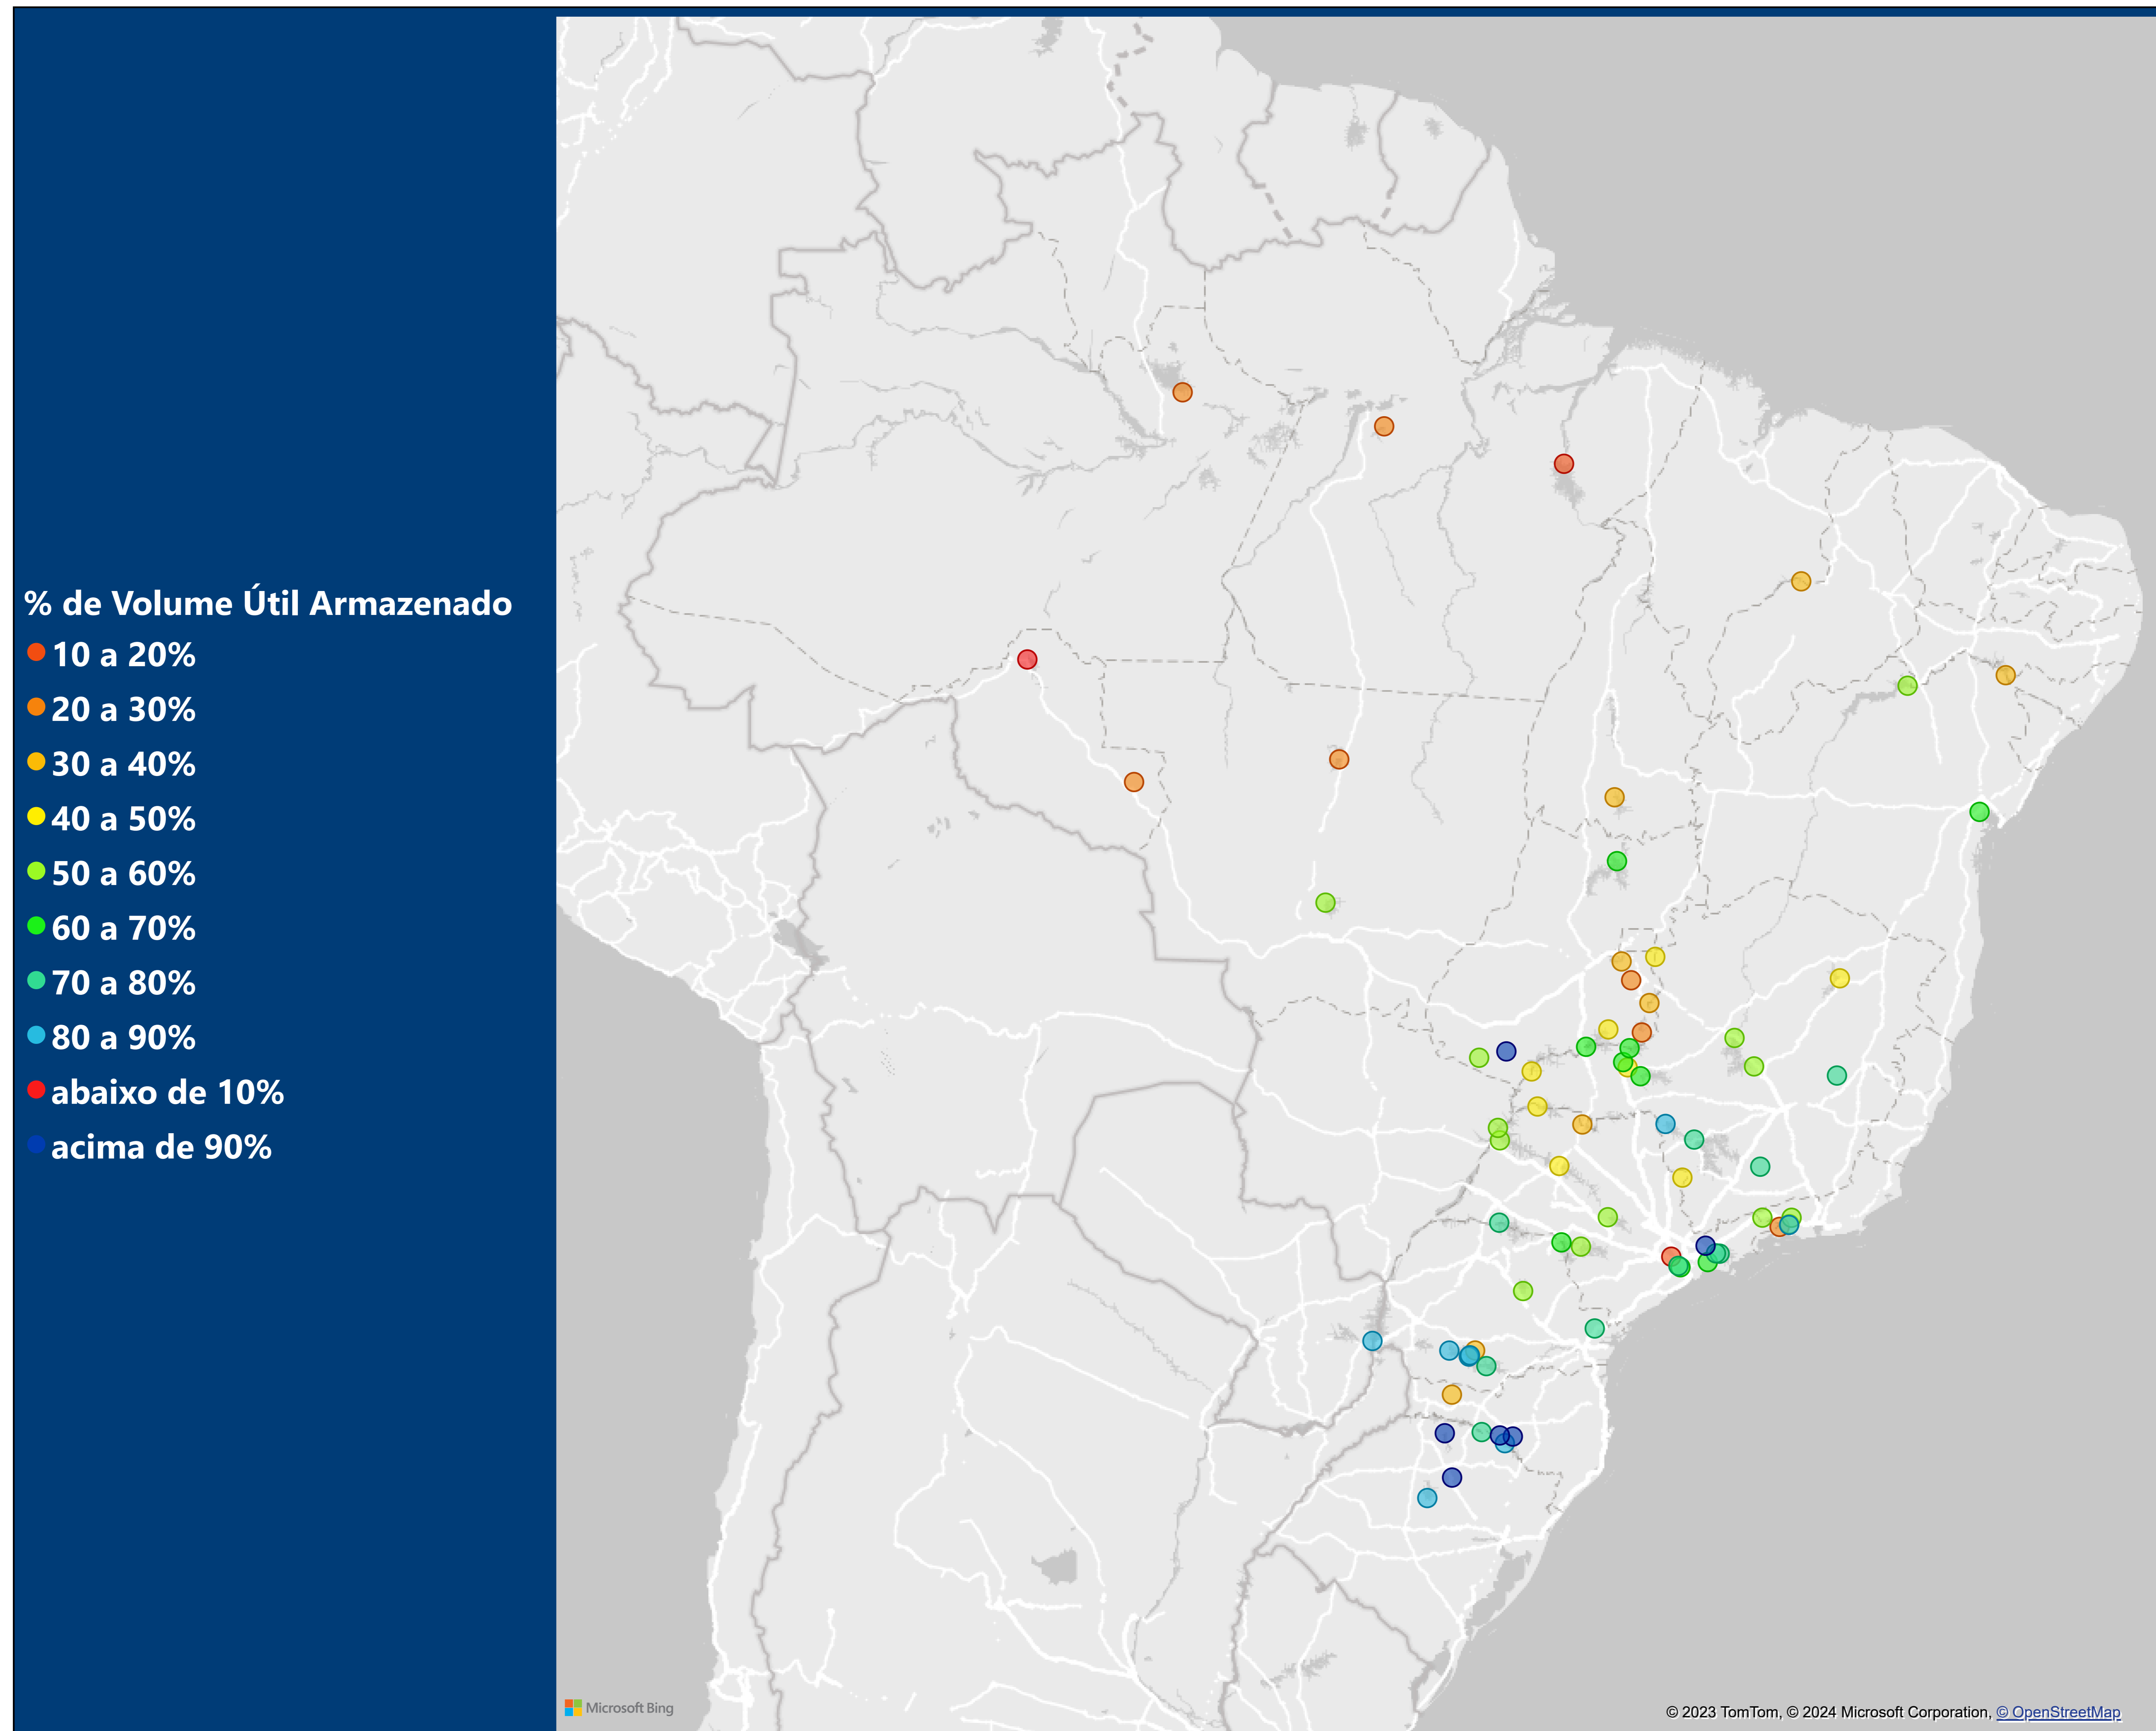 % de Volume Útil Armazenado
10 a 20%
20 a 30%
30 a 40%
40 a 50%
50 a 60%
60 a 70%
70 a 80%
80 a 90%
abaixo de 10%
acima de 90%
Microsoft Bing
© 2023 TomTom, © 2024 Microsoft Corporation, © OpenStreetMap